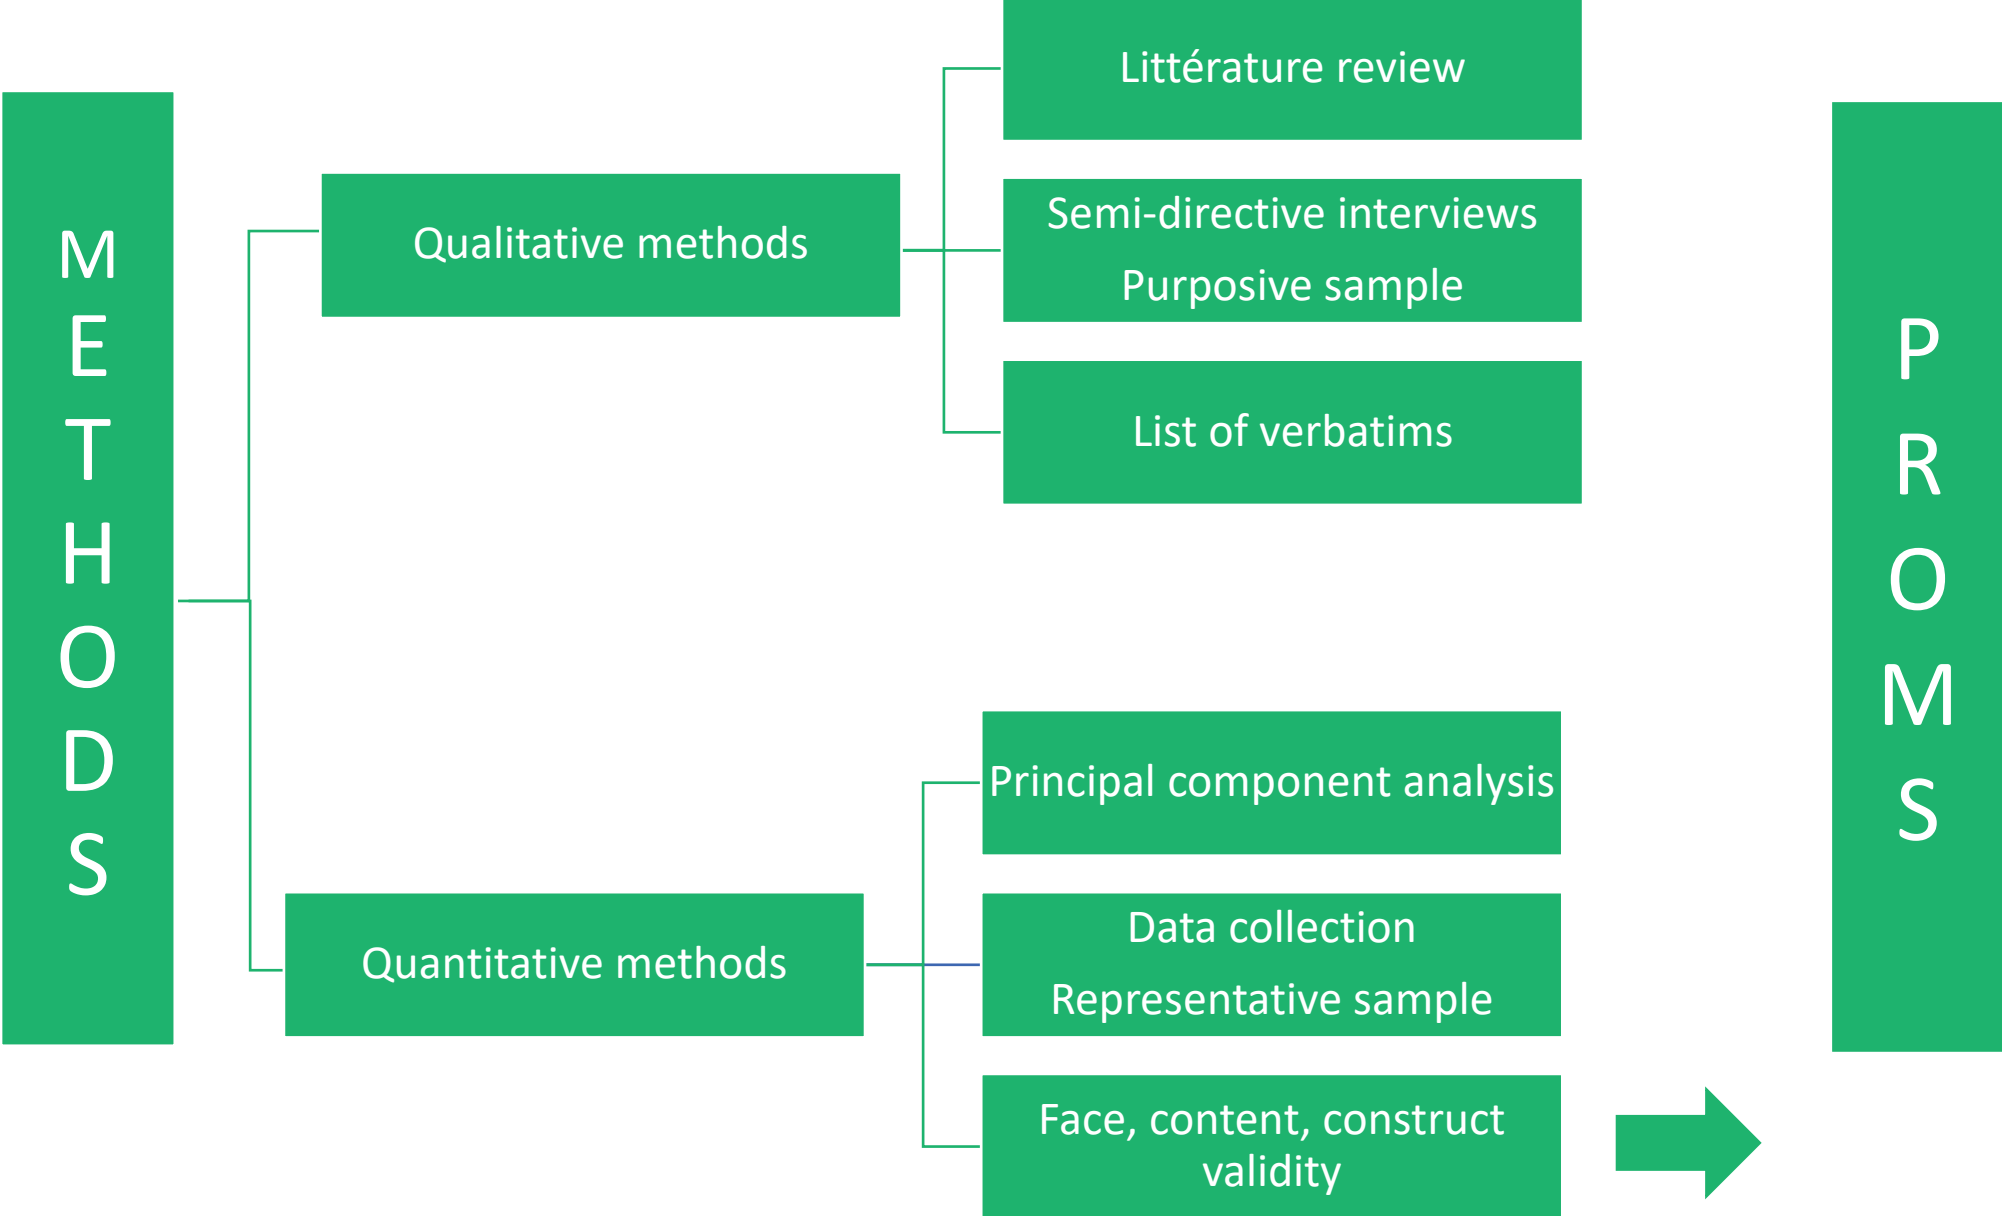 METHODS
Qualitative methods
Littérature review
Semi-directive interviews
Purposive sample
List of verbatims
Quantitative methods
Principal component analysis
Data collection
Representative sample
Face, content, construct
validity
PROMS